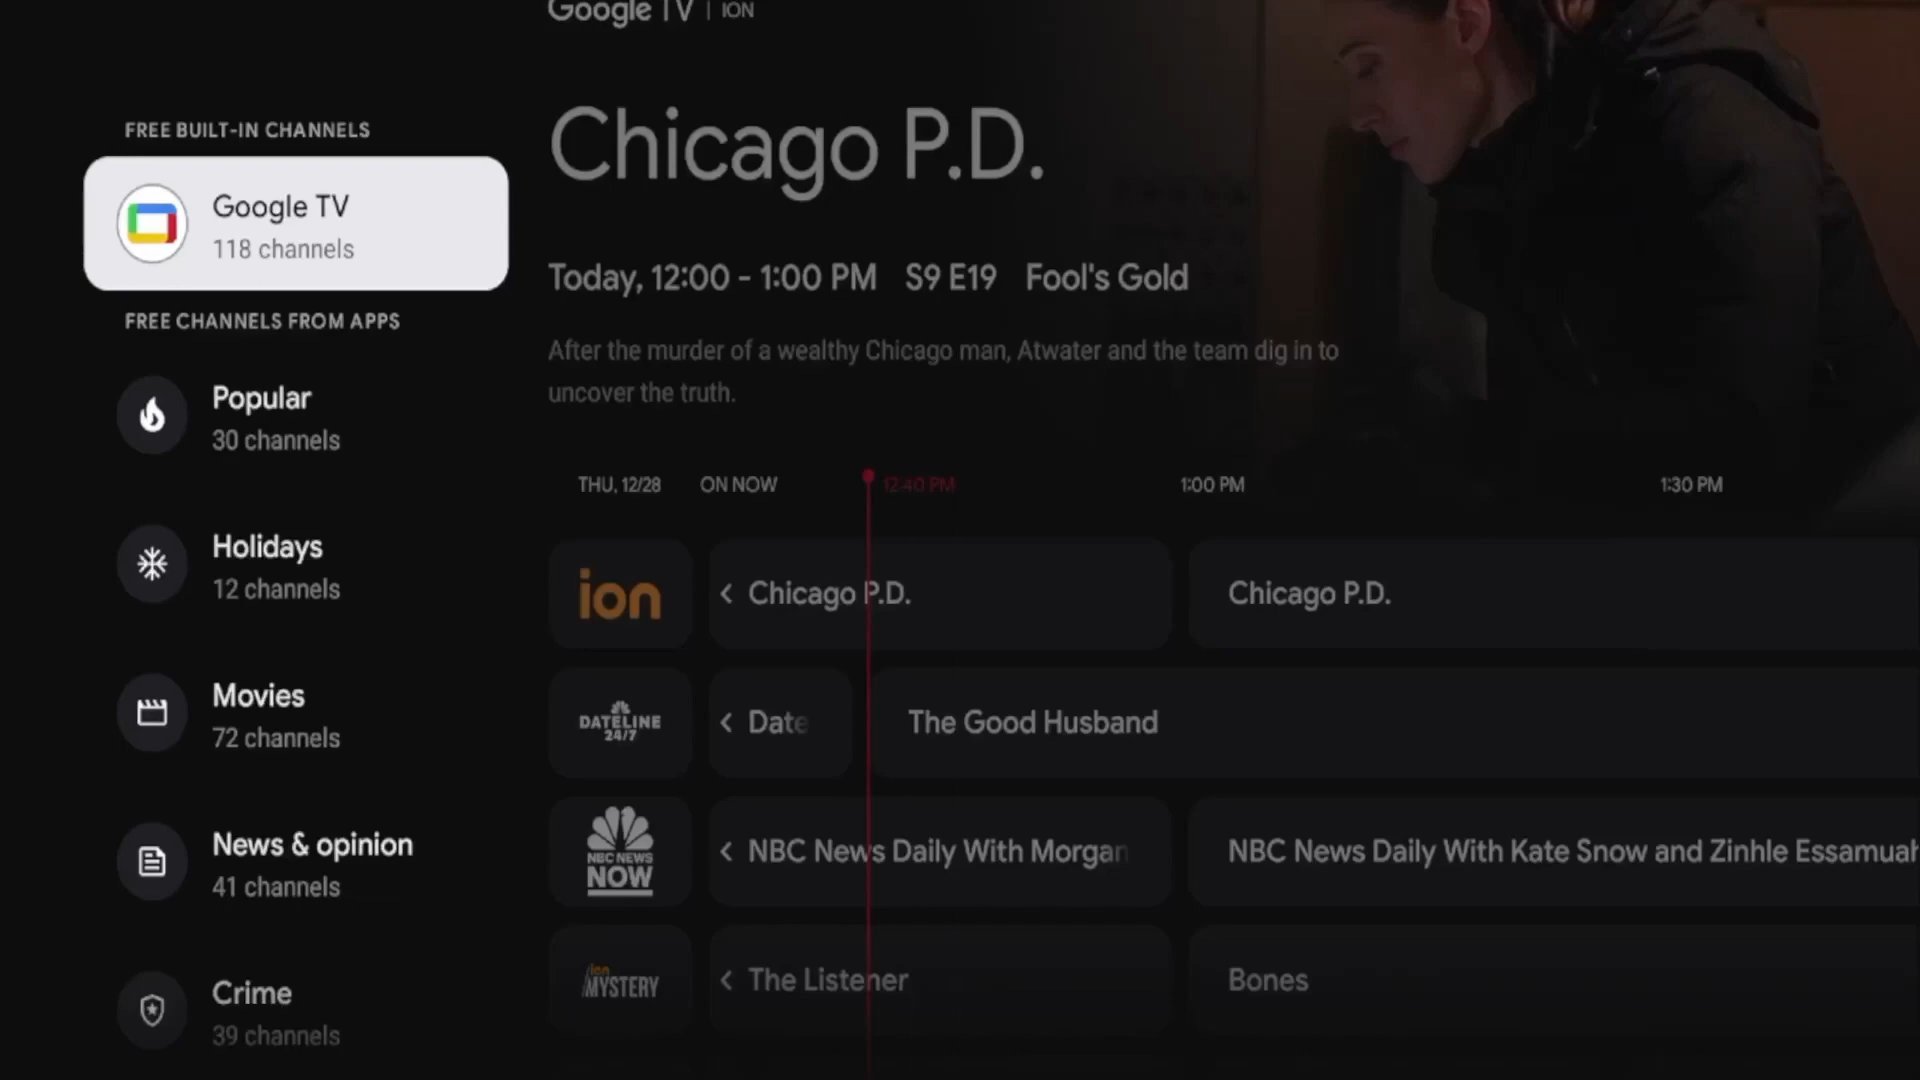 Google TV | ION
FREE BUILT-IN CHANNELS
Google TV
118 channels
FREE CHANNELS FROM APPS
Popular
30 channels
Holidays
12 channels
Movies
72 channels
News & opinion
41 channels
Crime
39 channels
Chicago P.D.
Today, 12:00 - 1:00 PM S9 E19 Fool's Gold
After the murder of a wealthy Chicago man, Atwater and the team dig in to
uncover the truth.
THU, 12/28 ON NOW 12:40 PM 1:00 PM 1:30 PM
ion
Chicago P.D.
Chicago P.D.
DATELINE
24/7
Date
The Good Husband
NBC NEWS
NOW
NBC News Daily With Morgan
NBC News Daily With Kate Snow and Zinhle Essamuah
ion
MYSTERY
The Listener
Bones